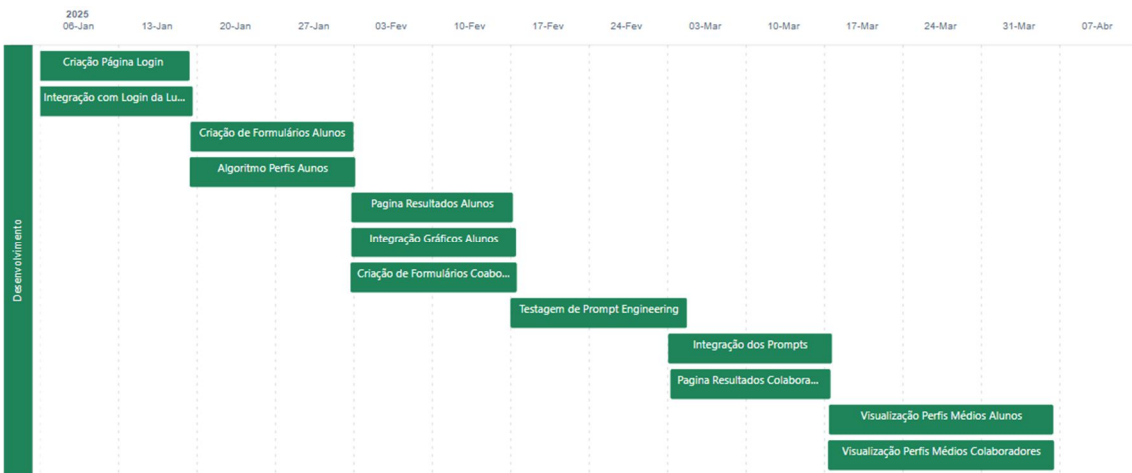 2025
06-Jan 13-Jan 20-Jan 27-Jan 03-Fev 10-Fev 17-Fev 24-Fev 03-Mar 10-Mar 17-Mar 24-Mar 31-Mar 07-Abr
Desenvolvimento
Criação Página Login
Integração com Login da Lu...
Criação de Formulários Alunos
Algoritmo Perfis Aunos
Pagina Resultados Alunos
Integração Gráficos Alunos
Criação de Formulários Coabo...
Testagem de Prompt Engineering
Integração dos Prompts
Pagina Resultados Colabora...
Visualização Perfis Médios Alunos
Visualização Perfis Médios Colaboradores